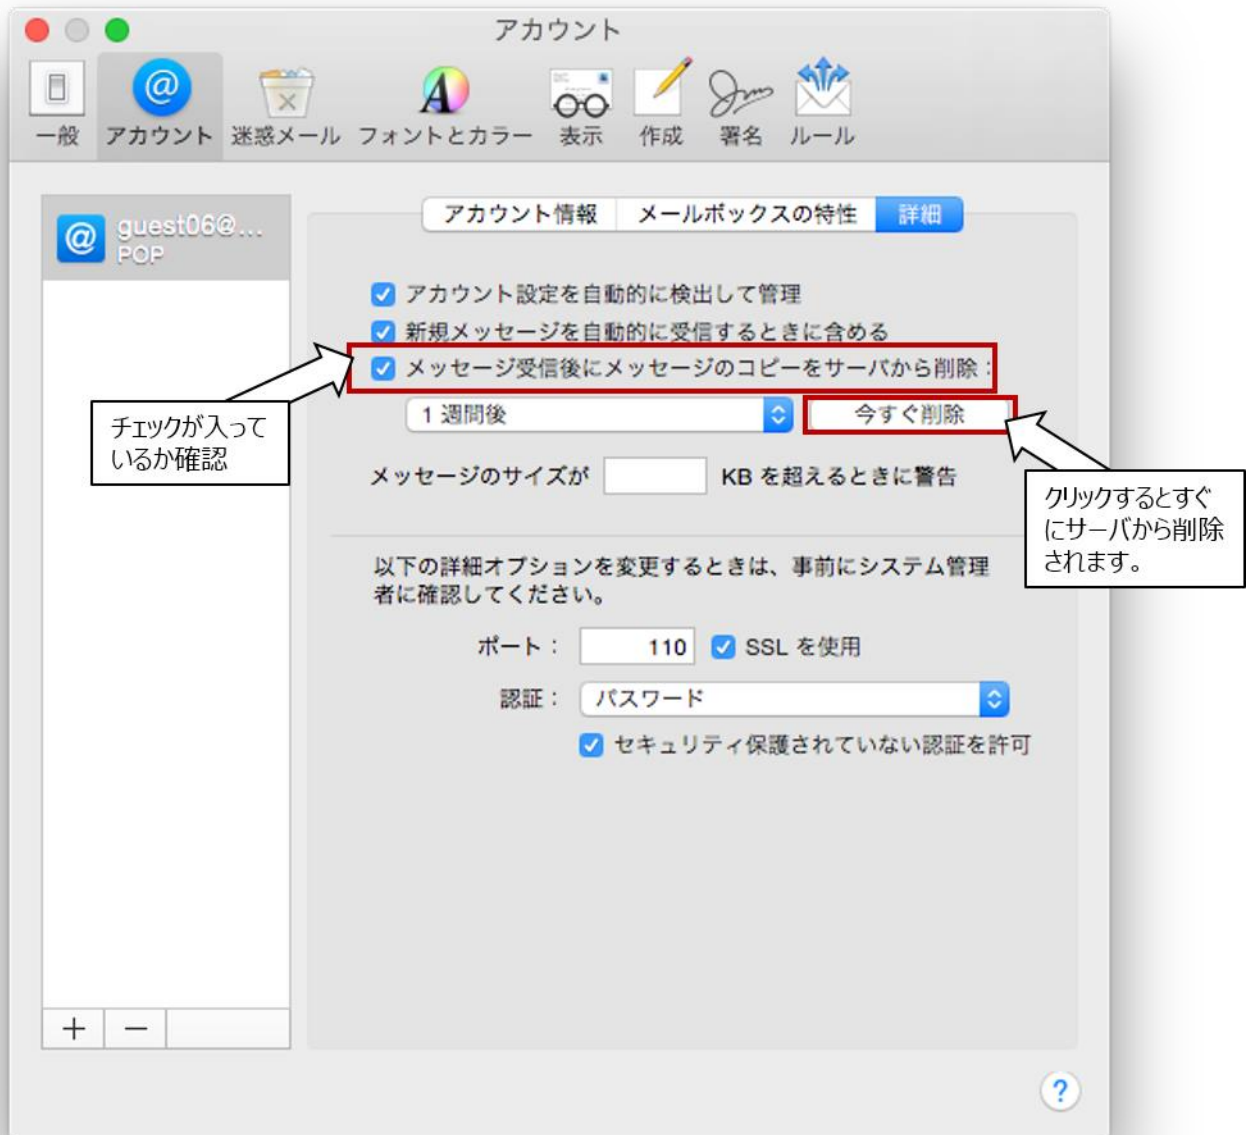 アカウント
一般 アカウント 迷惑メール フォントとカラー 表示 作成 署名 ルール
guest06@...
POP
アカウント情報 メールボックスの特性 詳細
アカウント設定を自動的に検出して管理
新規メッセージを自動的に受信するときに含める
メッセージ受信後にメッセージのコピーをサーバから削除：
1 週間後 今すぐ削除
チェックが入って
いるか確認
メッセージのサイズが KB を超えるときに警告
クリックするとすぐ
にサーバから削除
されます。
以下の詳細オプションを変更するときは、事前にシステム管理
者に確認してください。
ポート： 110 SSL を使用
認証： パスワード
セキュリティ保護されていない認証を許可
+ −
?